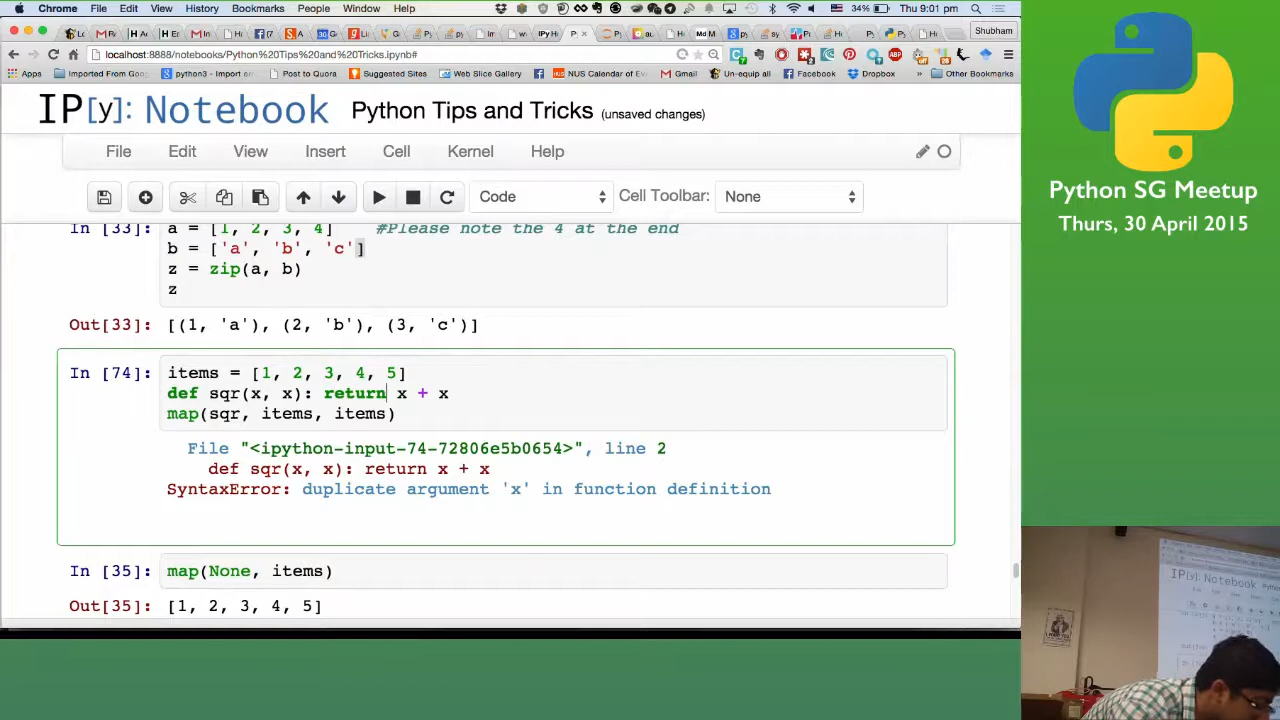 Chrome File Edit View History Bookmarks People Window Help 34% Thu 9:01 pm
Shubham
localhost:8888/notebooks/Python%20Tips%20and%20Tricks.ipynb#
Apps Imported From Goo python3 - Import on Post to Quora Suggested Sites Web Slice Gallery NUS Calendar of Ev Gmail Un-equip all Facebook Dropbox Other Bookmarks
IP[y]: Notebook Python Tips and Tricks (unsaved changes)
File Edit View Insert Cell Kernel Help
Code Cell Toolbar: None
In [33]: a = [1, 2, 3, 4] #Please note the 4 at the end
b = ['a', 'b', 'c']
z = zip(a, b)
z
Out[33]: [(1, 'a'), (2, 'b'), (3, 'c')]
In [74]: items = [1, 2, 3, 4, 5]
def sqr(x, x): return x + x
map(sqr, items, items)
File "<ipython-input-74-72806e5b0654>", line 2
def sqr(x, x): return x + x
SyntaxError: duplicate argument 'x' in function definition
In [35]: map(None, items)
Out[35]: [1, 2, 3, 4, 5]
Python SG Meetup
Thurs, 30 April 2015
IP[y]: Notebook